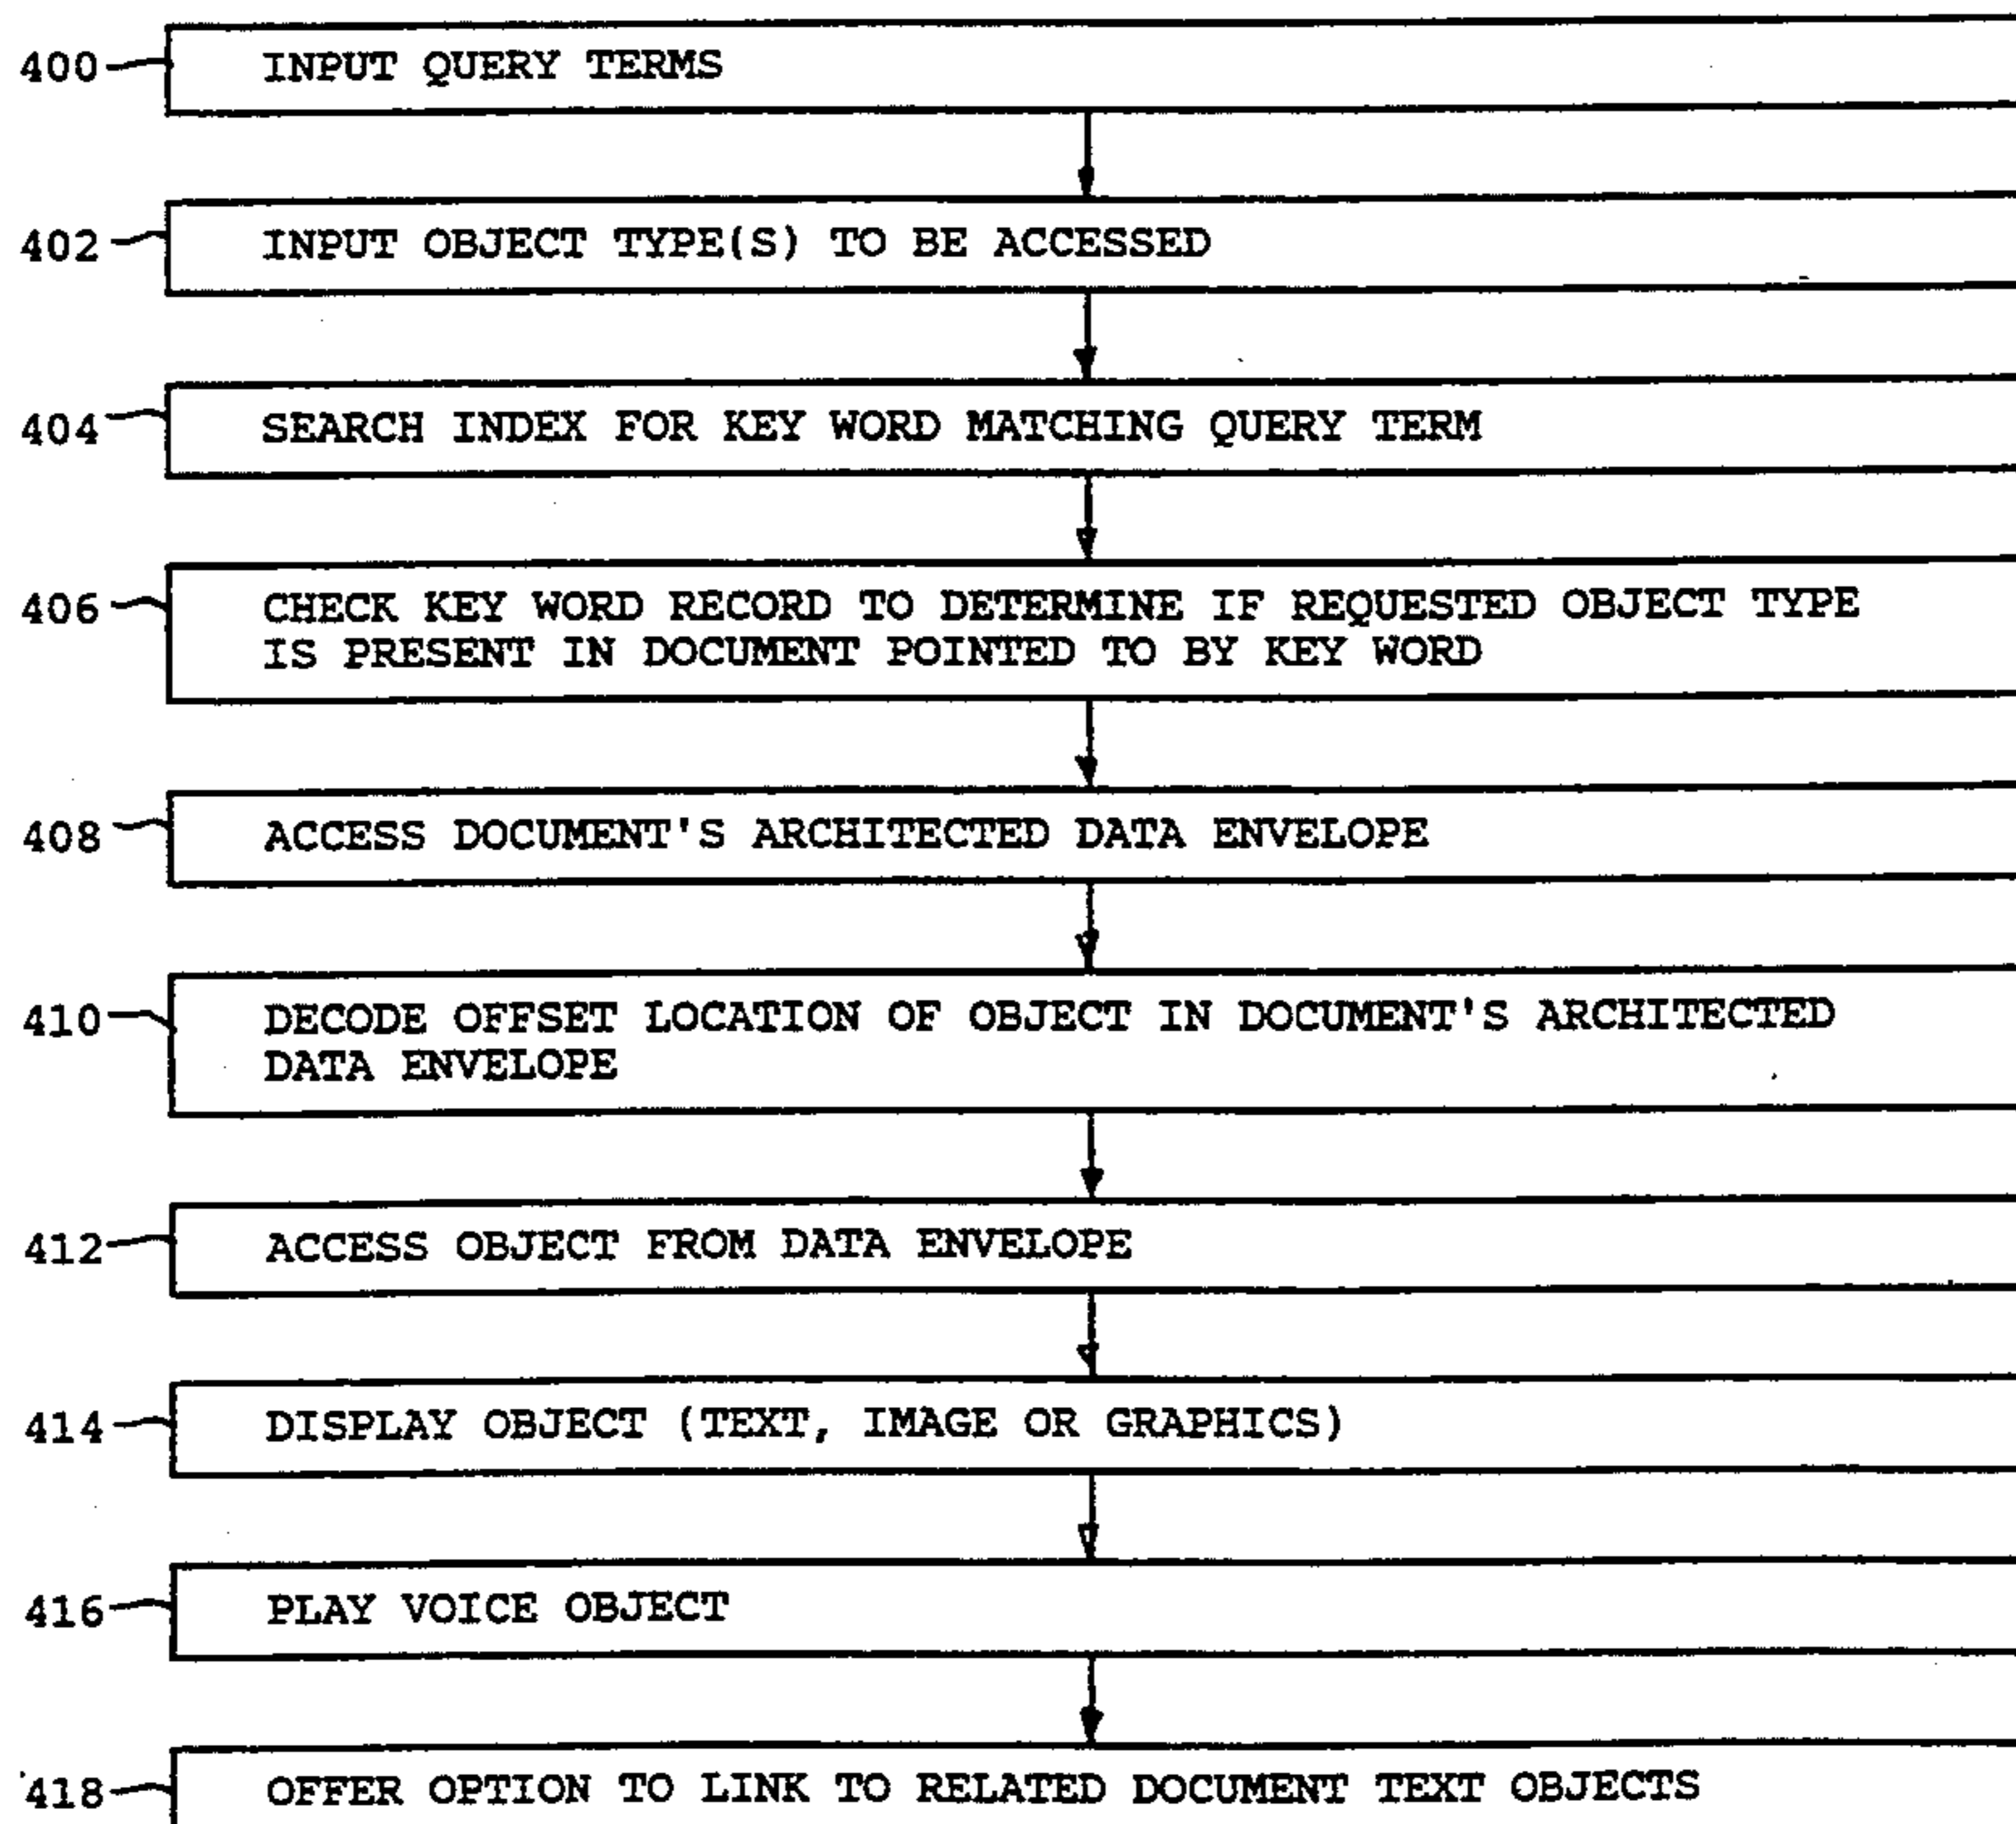 400 INPUT QUERY TERMS
402 INPUT OBJECT TYPE(S) TO BE ACCESSED
404 SEARCH INDEX FOR KEY WORD MATCHING QUERY TERM
406 CHECK KEY WORD RECORD TO DETERMINE IF REQUESTED OBJECT TYPE
IS PRESENT IN DOCUMENT POINTED TO BY KEY WORD
408 ACCESS DOCUMENT'S ARCHITECTED DATA ENVELOPE
410 DECODE OFFSET LOCATION OF OBJECT IN DOCUMENT'S ARCHITECTED
DATA ENVELOPE
412 ACCESS OBJECT FROM DATA ENVELOPE
414 DISPLAY OBJECT (TEXT, IMAGE OR GRAPHICS)
416 PLAY VOICE OBJECT
418 OFFER OPTION TO LINK TO RELATED DOCUMENT TEXT OBJECTS